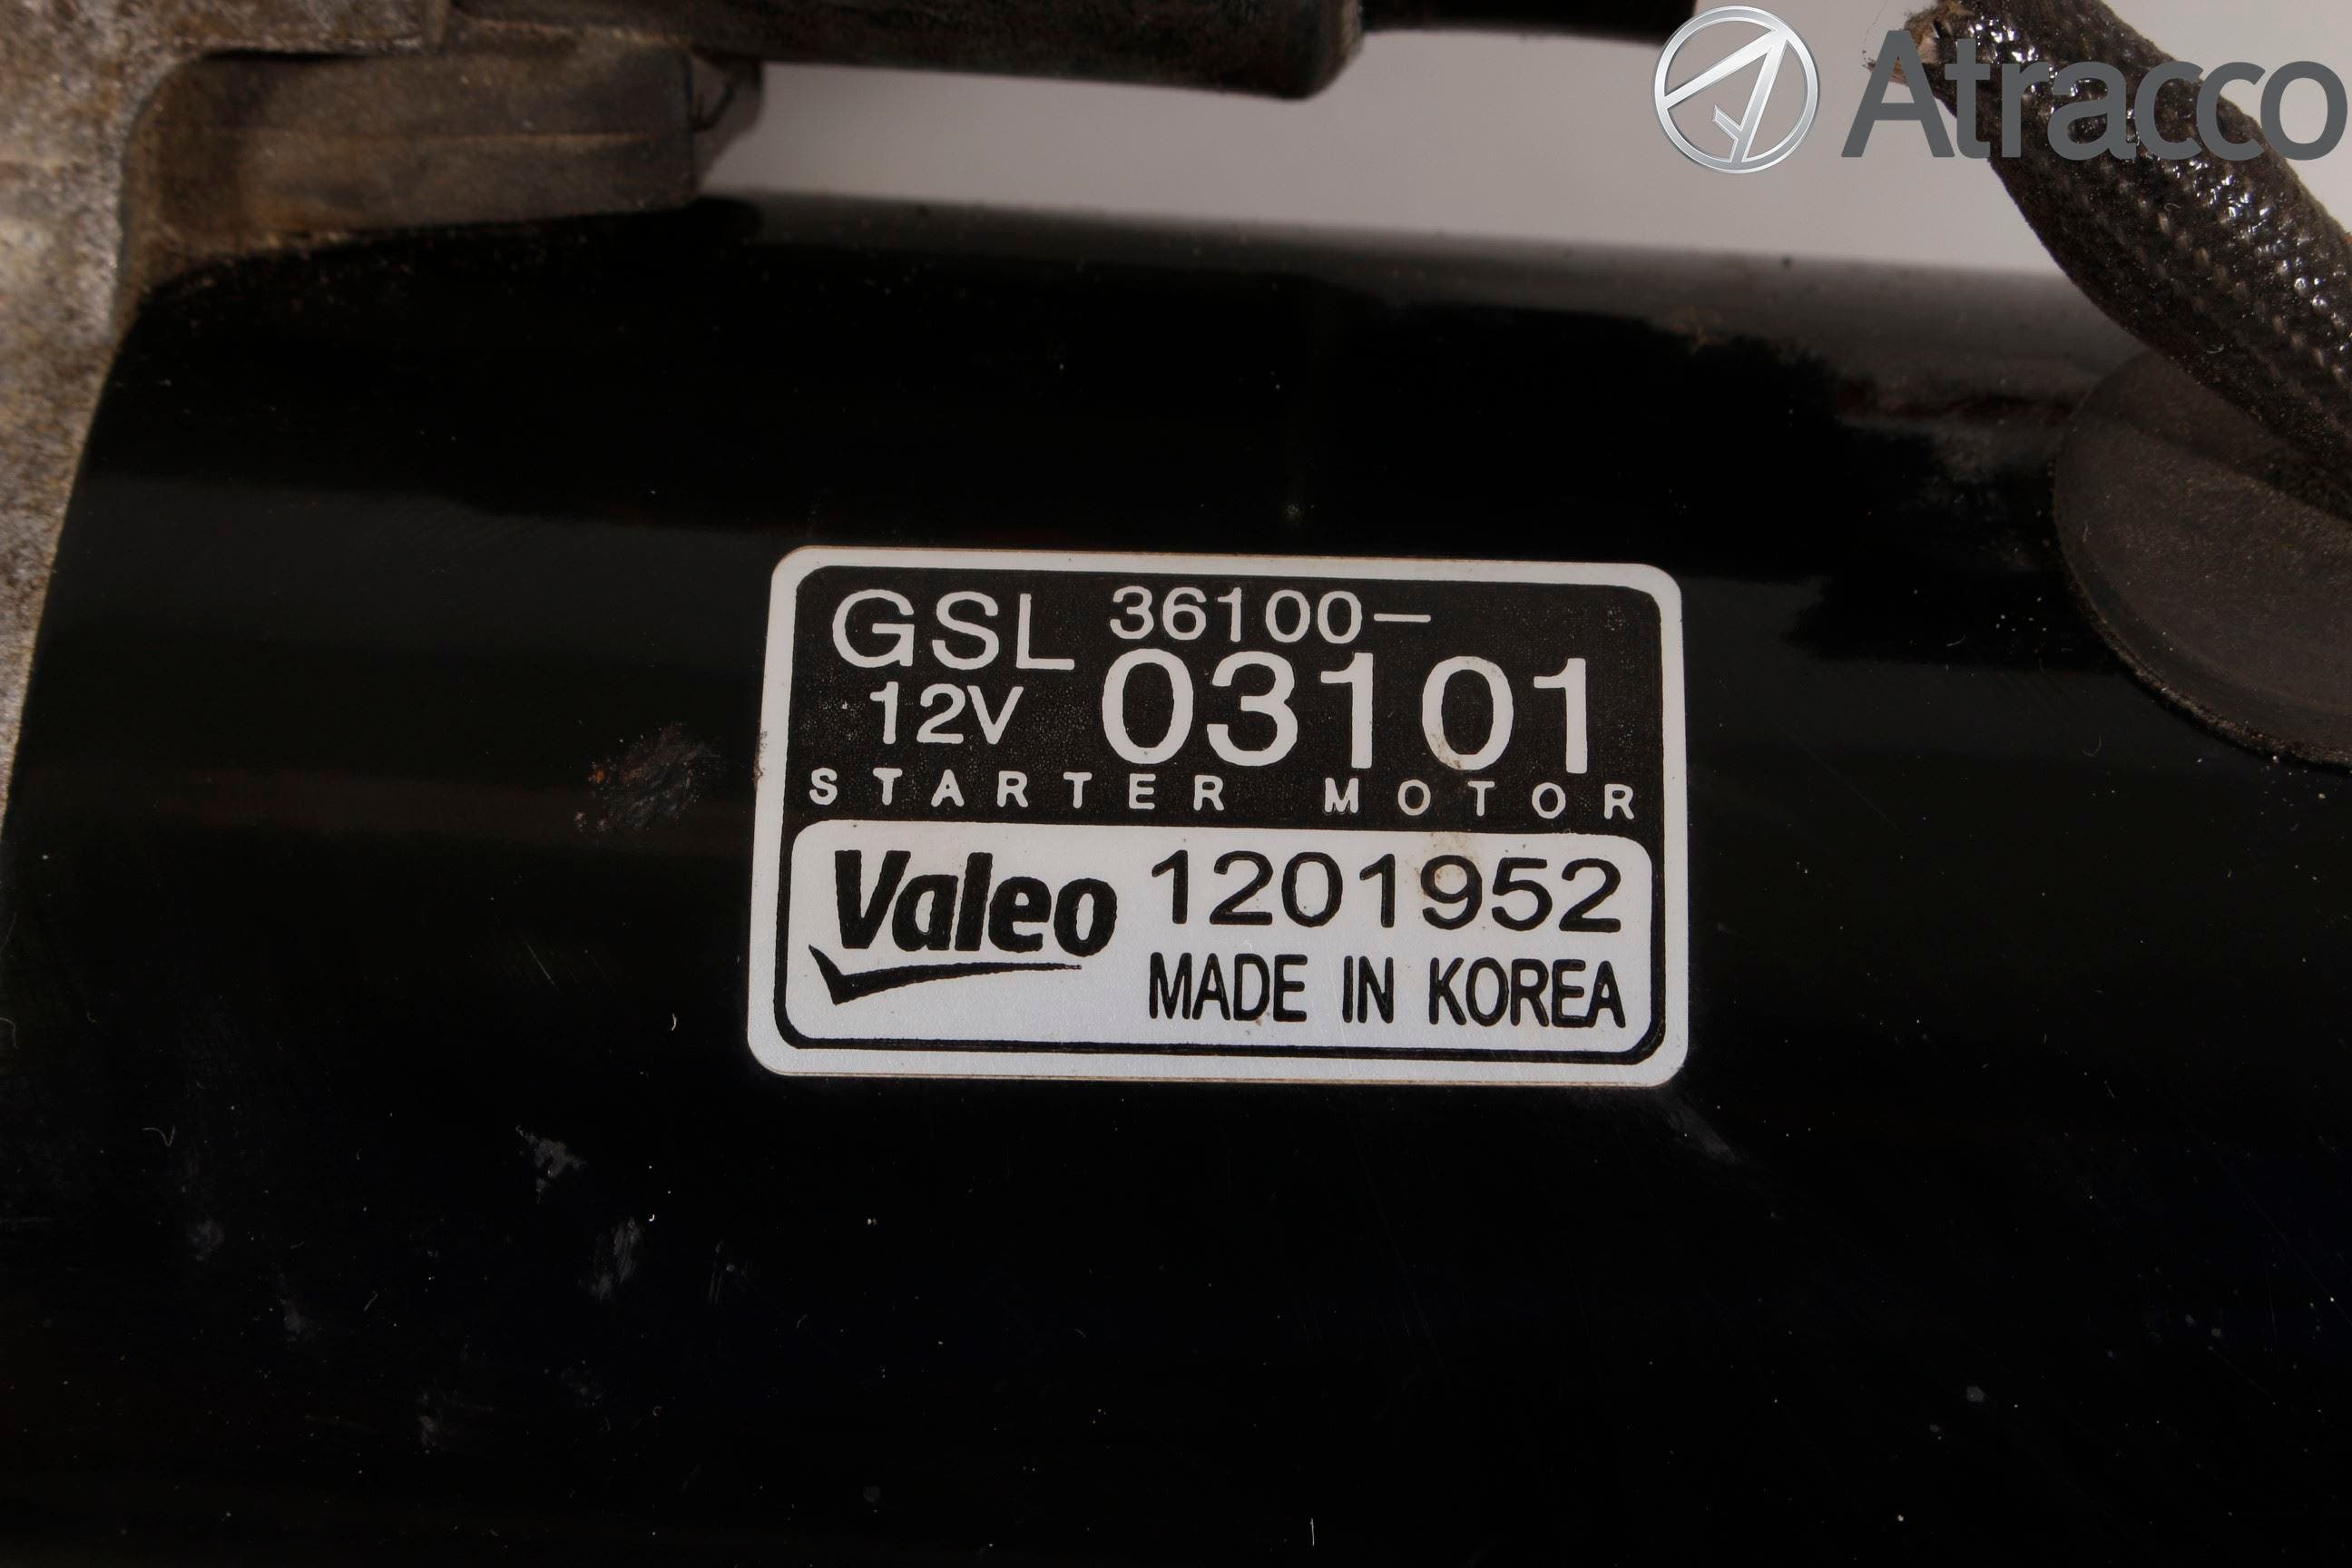 Atracco
GSL 36100-
12V 03101
STARTER MOTOR
Valeo 1201952
MADE IN KOREA